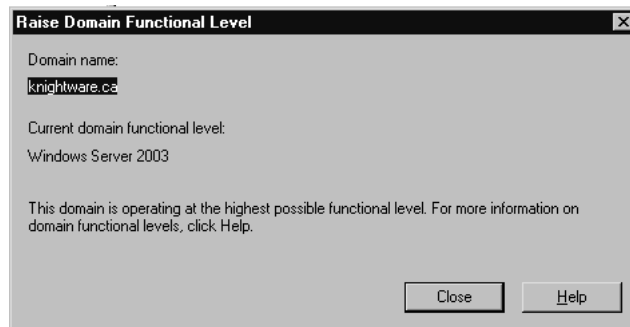 Raise Domain Functional Level
Domain name:
knightware.ca
Current domain functional level:
Windows Server 2003
This domain is operating at the highest possible functional level. For more information on
domain functional levels, click Help.
Close
Help